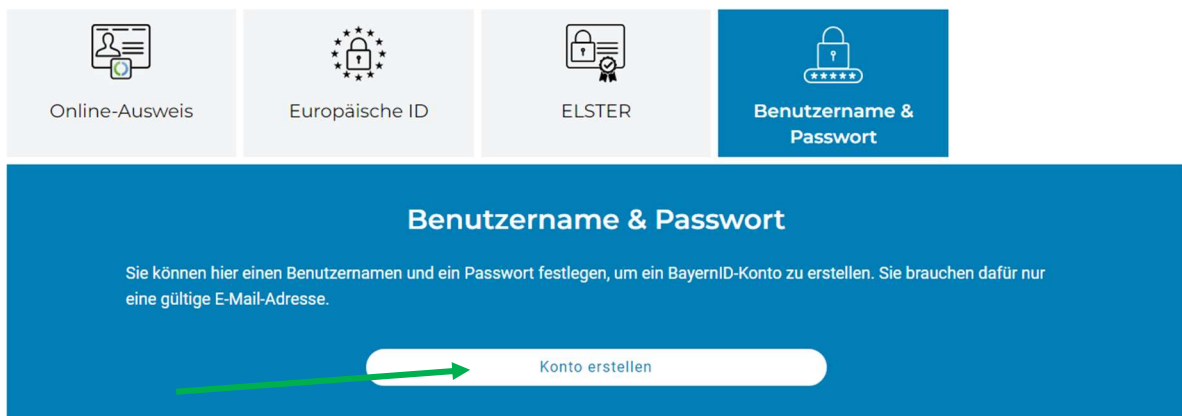 Online-Ausweis
Europäische ID
ELSTER
Benutzername &
Passwort
Benutzername & Passwort
Sie können hier einen Benutzernamen und ein Passwort festlegen, um ein BayernID-Konto zu erstellen. Sie brauchen dafür nur
eine gültige E-Mail-Adresse.
Konto erstellen